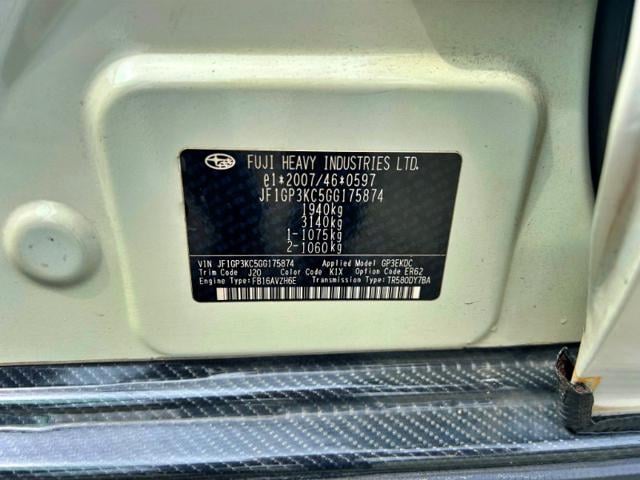 FUJI HEAVY INDUSTRIES LTD.
e1*2007/46*0597
JF1GP3KC5GG175874
1940kg
3140kg
1-1075kg
2-1060kg
VIN JF1GP3KC5GG175874 Applied Model GP3EKDC
Trim Code J20 Color Code K1X Option Code ER62
Engine Type:FB16AVZH6E Transmission Type:TR580DY7BA